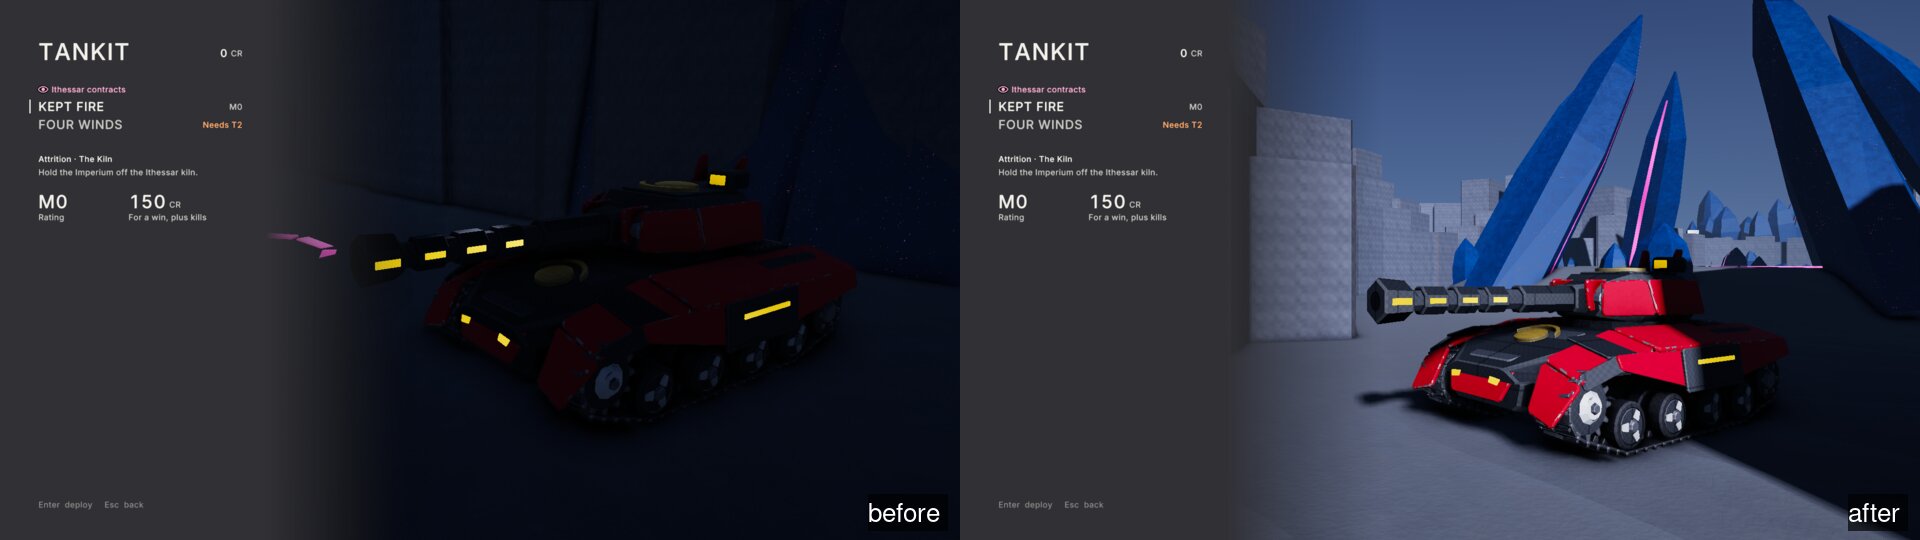 TANKIT 0 CR
Ithessar contracts
KEPT FIRE M0
FOUR WINDS Needs T2
Attrition · The Kiln
Hold the Imperium off the Ithessar kiln.
M0 150 CR
Rating For a win, plus kills
Enter deploy Esc back
before
TANKIT 0 CR
Ithessar contracts
KEPT FIRE M0
FOUR WINDS Needs T2
Attrition · The Kiln
Hold the Imperium off the Ithessar kiln.
M0 150 CR
Rating For a win, plus kills
Enter deploy Esc back
after